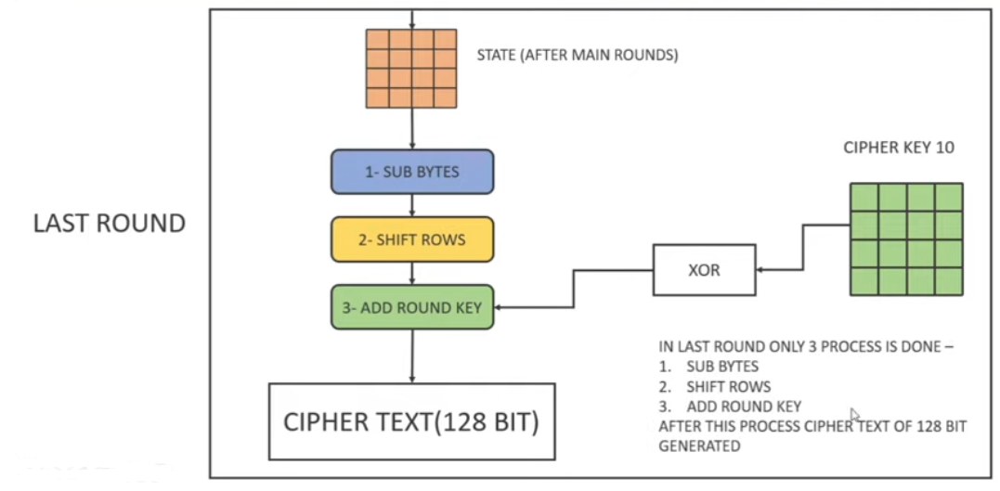 STATE (AFTER MAIN ROUNDS)
CIPHER KEY 10
1- SUB BYTES
LAST ROUND
2- SHIFT ROWS
XOR
3- ADD ROUND KEY
CIPHER TEXT(128 BIT)
IN LAST ROUND ONLY 3 PROCESS IS DONE –
1. SUB BYTES
2. SHIFT ROWS
3. ADD ROUND KEY
AFTER THIS PROCESS CIPHER TEXT OF 128 BIT
GENERATED